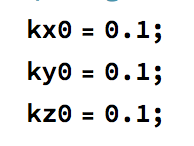 kx0 = 0.1;
ky0 = 0.1;
kz0 = 0.1;